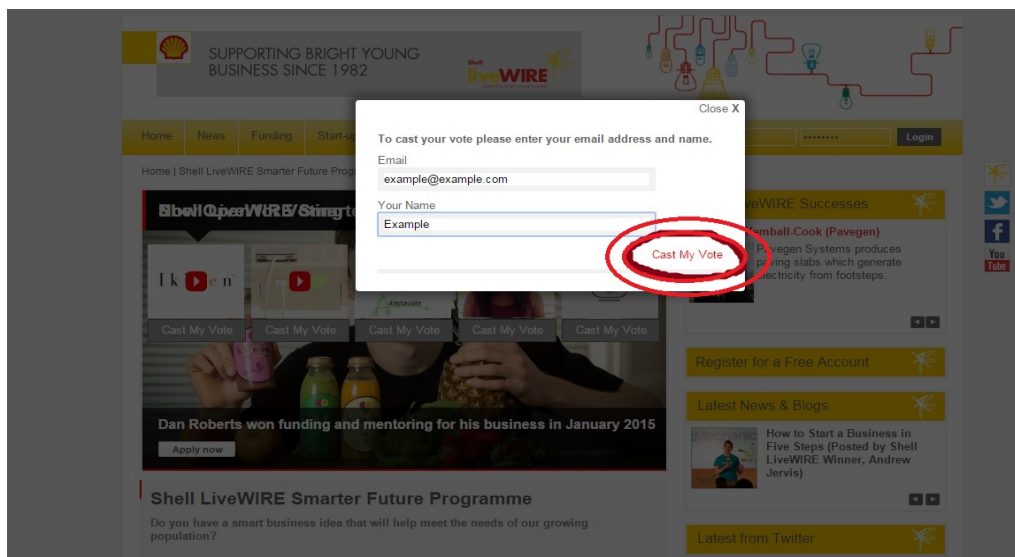 SUPPORTING BRIGHT YOUNG
BUSINESS SINCE 1982
Shell
liveWIRE
Close X
To cast your vote please enter your email address and name.
Email
example@example.com
Your Name
Example
Cast My Vote
Home News Funding Start-up
•••••••• Login
Home | Shell LiveWIRE Smarter Future Prog
LiveWIRE Successes
Kemball-Cook (Pavegen)
Pavegen Systems produces
paving slabs which generate
electricity from footsteps.
You
Tube
Adaptavate
Cast My Vote Cast My Vote Cast My Vote Cast My Vote Cast My Vote
Dan Roberts won funding and mentoring for his business in January 2015
Apply now
Register for a Free Account
Latest News & Blogs
Mechanic
How to Start a Business in
Five Steps (Posted by Shell
LiveWIRE Winner, Andrew
Jervis)
Shell LiveWIRE Smarter Future Programme
Do you have a smart business idea that will help meet the needs of our growing
population?
Latest from Twitter